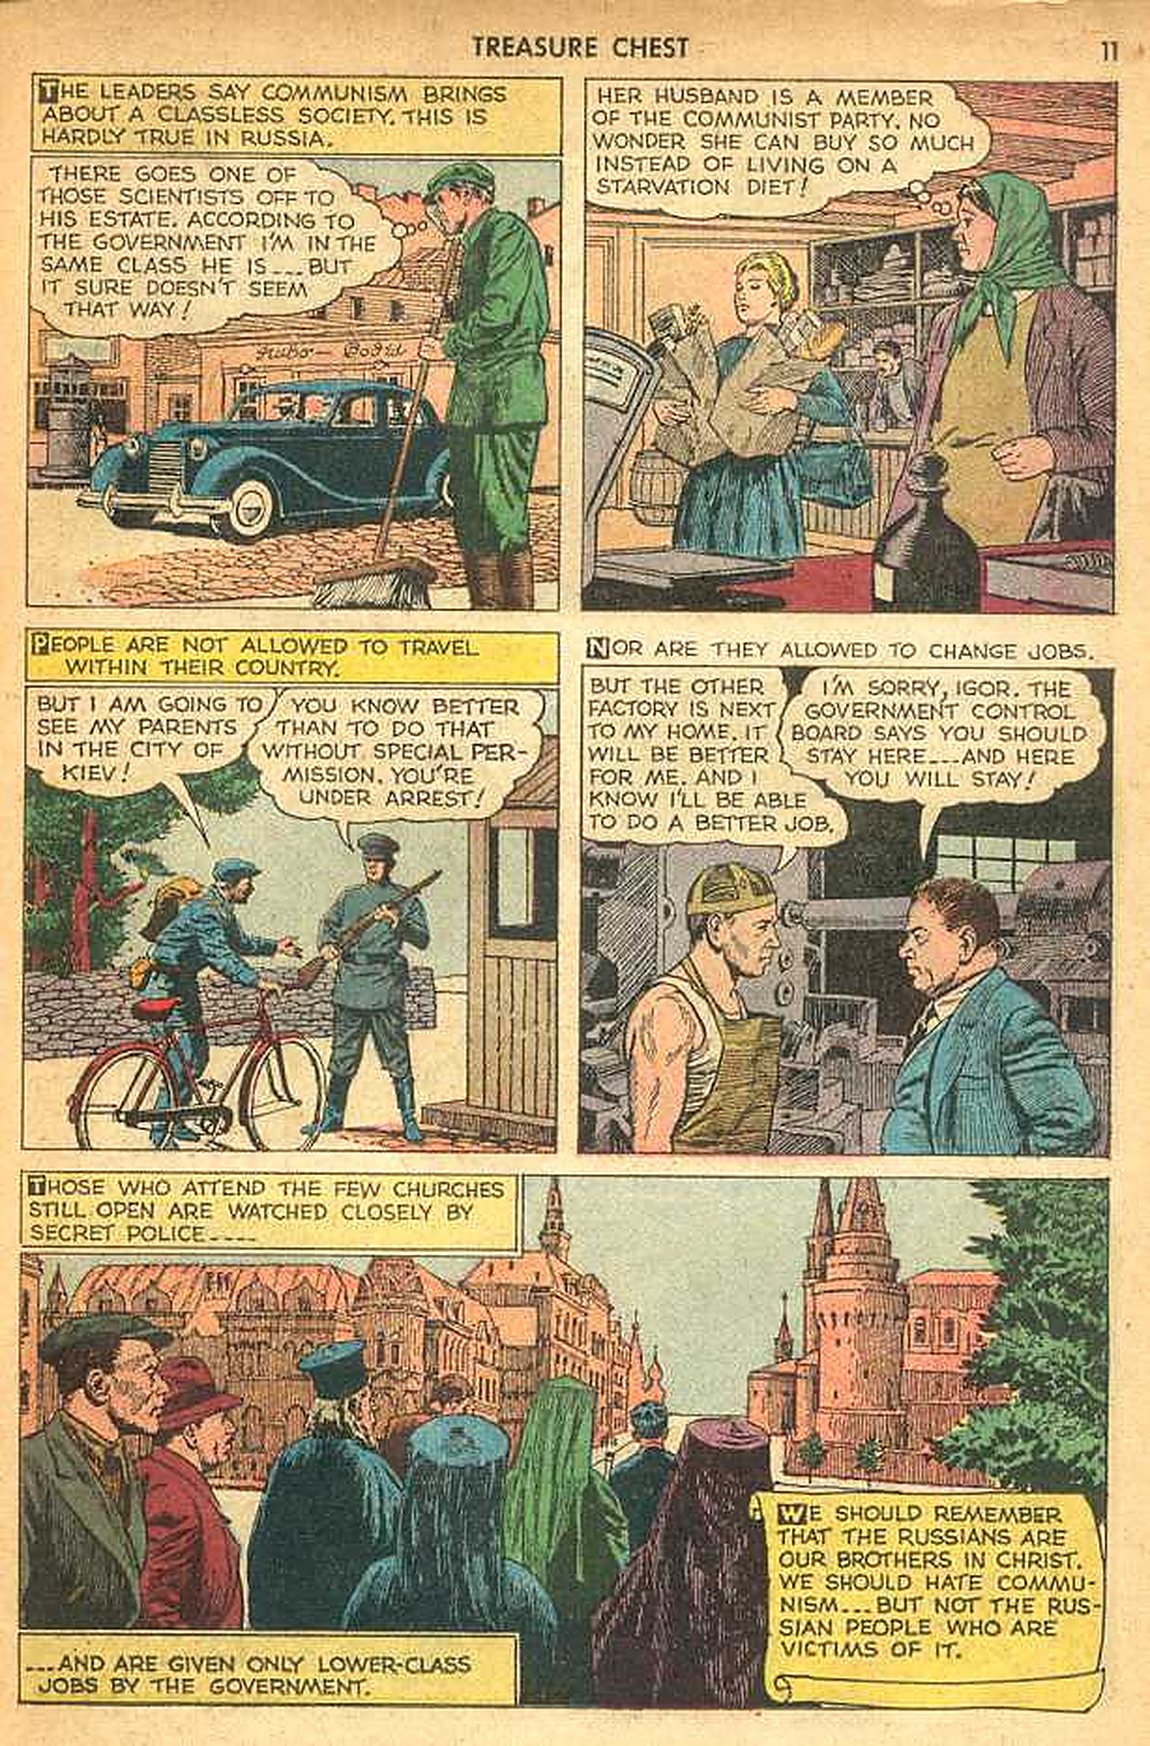 TREASURE CHEST
11
THE LEADERS SAY COMMUNISM BRINGS
ABOUT A CLASSLESS SOCIETY. THIS IS
HARDLY TRUE IN RUSSIA.
THERE GOES ONE OF
THOSE SCIENTISTS OFF TO
HIS ESTATE. ACCORDING TO
THE GOVERNMENT I'M IN THE
SAME CLASS HE IS... BUT
IT SURE DOESN'T SEEM
THAT WAY!
HER HUSBAND IS A MEMBER
OF THE COMMUNIST PARTY. NO
WONDER SHE CAN BUY SO MUCH
INSTEAD OF LIVING ON A
STARVATION DIET!
PEOPLE ARE NOT ALLOWED TO TRAVEL
WITHIN THEIR COUNTRY.
BUT I AM GOING TO
SEE MY PARENTS
IN THE CITY OF
KIEV!
YOU KNOW BETTER
THAN TO DO THAT
WITHOUT SPECIAL PER-
MISSION. YOU'RE
UNDER ARREST!
NOR ARE THEY ALLOWED TO CHANGE JOBS.
BUT THE OTHER
FACTORY IS NEXT
TO MY HOME. IT
WILL BE BETTER
FOR ME. AND I
KNOW I'LL BE ABLE
TO DO A BETTER JOB.
I'M SORRY, IGOR. THE
GOVERNMENT CONTROL
BOARD SAYS YOU SHOULD
STAY HERE...AND HERE
YOU WILL STAY!
THOSE WHO ATTEND THE FEW CHURCHES
STILL OPEN ARE WATCHED CLOSELY BY
SECRET POLICE....
...AND ARE GIVEN ONLY LOWER-CLASS
JOBS BY THE GOVERNMENT.
WE SHOULD REMEMBER
THAT THE RUSSIANS ARE
OUR BROTHERS IN CHRIST.
WE SHOULD HATE COMMU-
NISM...BUT NOT THE RUS-
SIAN PEOPLE WHO ARE
VICTIMS OF IT.